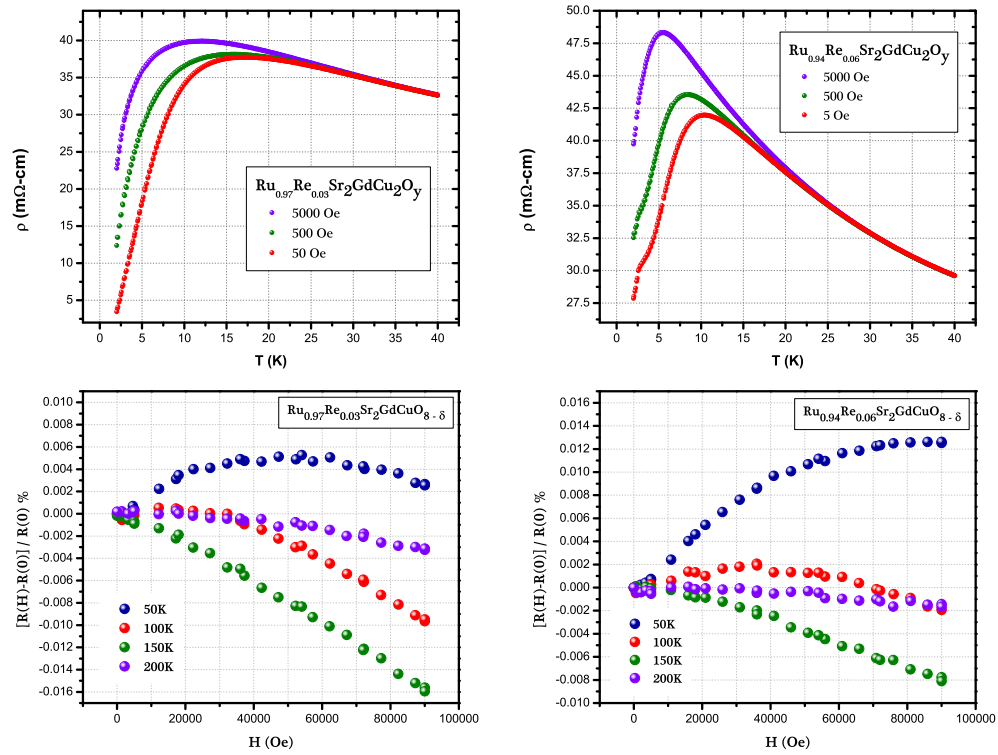 40
35
30
25
20
15
10
5
0
5
10
15
20
25
30
35
40
ρ (mΩ-cm)
T (K)
Ru0.97Re0.03Sr2GdCu2Oy
5000 Oe
500 Oe
50 Oe
50.0
47.5
45.0
42.5
40.0
37.5
35.0
32.5
30.0
27.5
0
5
10
15
20
25
30
35
40
ρ (mΩ-cm)
T (K)
Ru0.94Re0.06Sr2GdCu2Oy
5000 Oe
500 Oe
5 Oe
0.010
0.008
0.006
0.004
0.002
0.000
-0.002
-0.004
-0.006
-0.008
-0.010
-0.012
-0.014
-0.016
0
20000
40000
60000
80000
100000
[R(H)-R(0)] / R(0) %
H (Oe)
Ru0.97Re0.03Sr2GdCuO8 - δ
50K
100K
150K
200K
0.016
0.014
0.012
0.010
0.008
0.006
0.004
0.002
0.000
-0.002
-0.004
-0.006
-0.008
-0.010
0
20000
40000
60000
80000
100000
[R(H)-R(0)] / R(0) %
H (Oe)
Ru0.94Re0.06Sr2GdCuO8 - δ
50K
100K
150K
200K